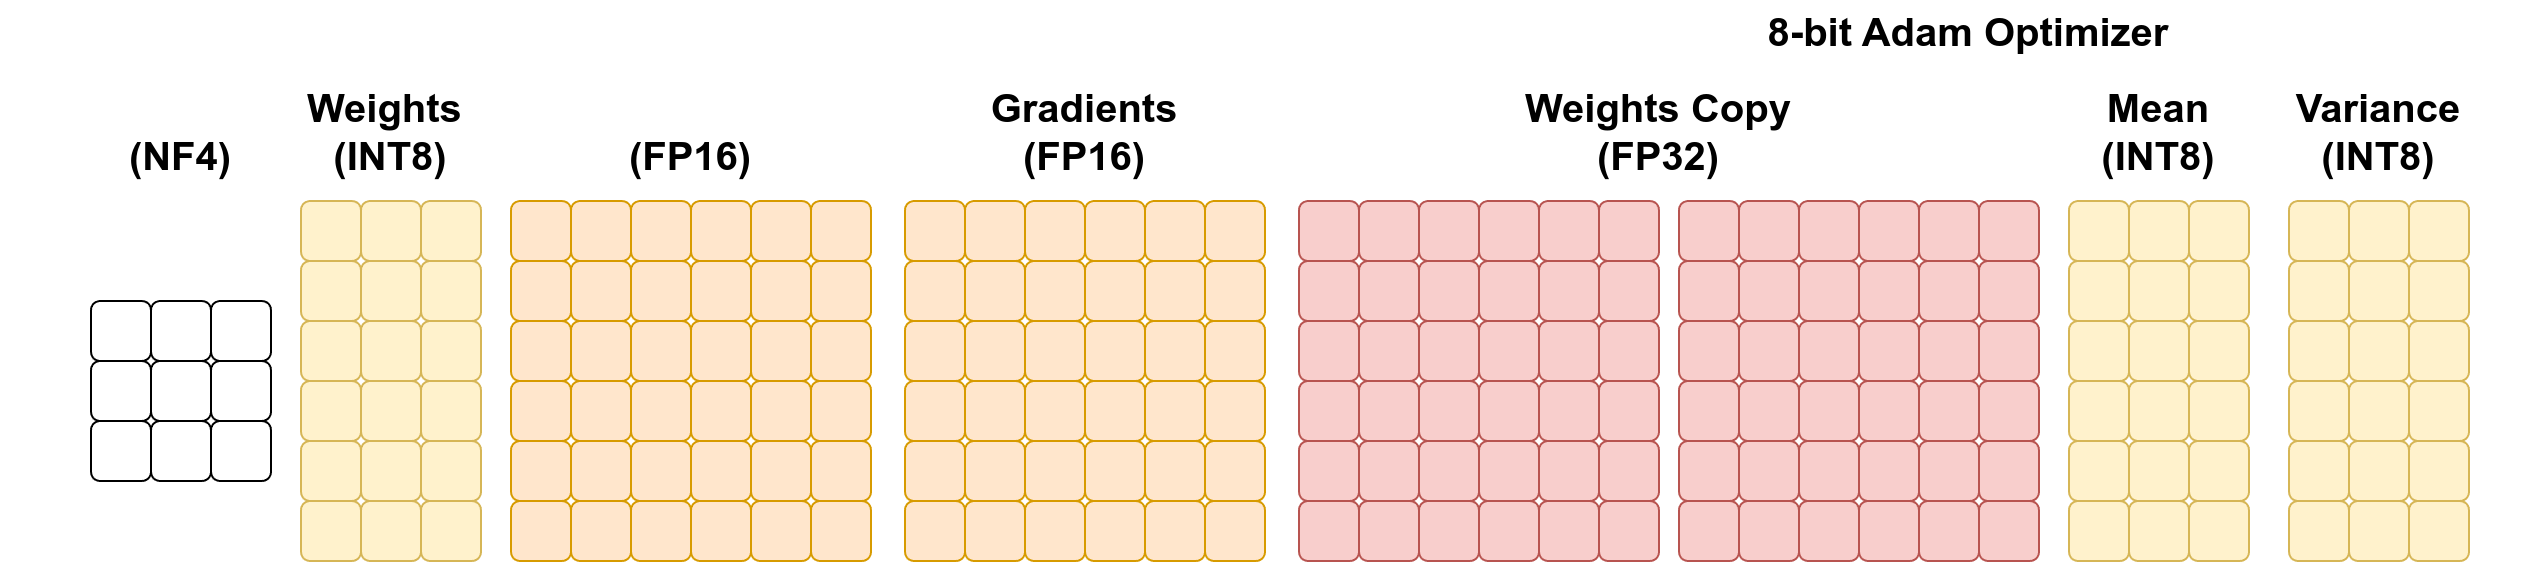 8-bit Adam Optimizer
(NF4)
Weights
(INT8)
(FP16)
Gradients
(FP16)
Weights Copy
(FP32)
Mean
(INT8)
Variance
(INT8)